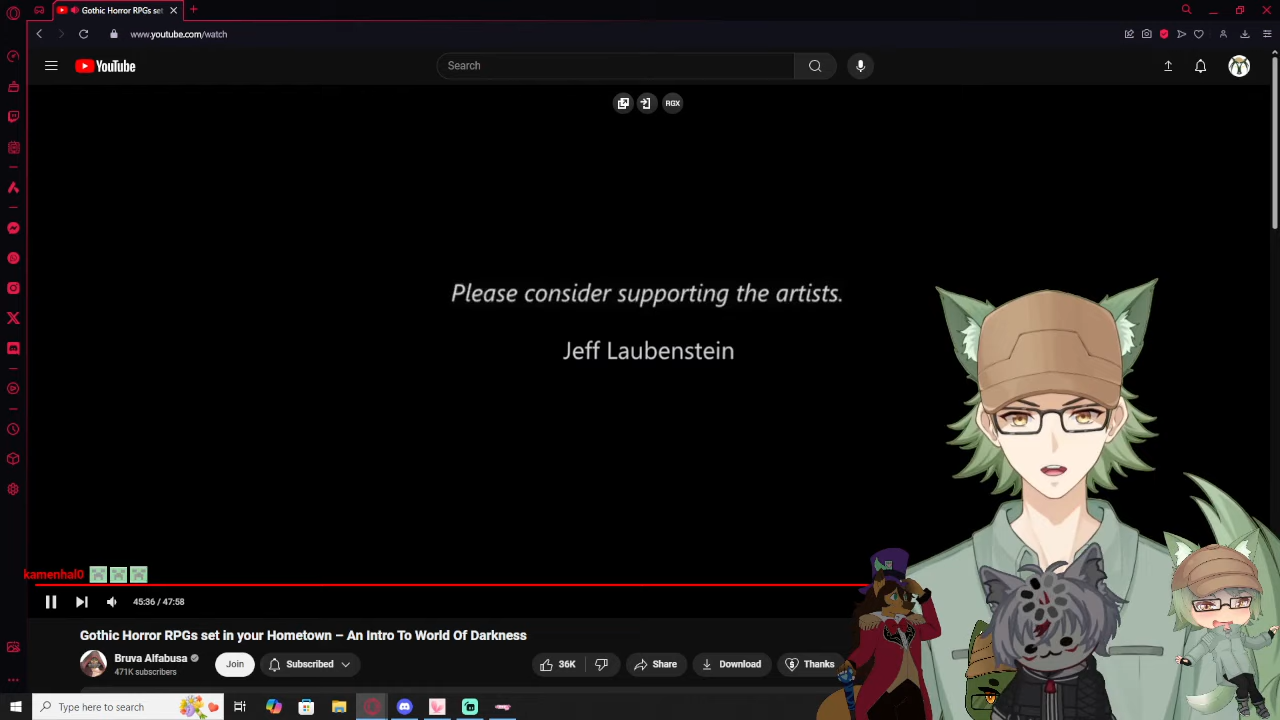 Gothic Horror RPGs set
www.youtube.com/watch
YouTube
Search
RGX
Please consider supporting the artists.
Jeff Laubenstein
kamenhal0
45:36 / 47:58
Gothic Horror RPGs set in your Hometown – An Intro To World Of Darkness
Bruva Alfabusa
471K subscribers
Join
Subscribed
36K
Share
Download
Thanks
Type here to search